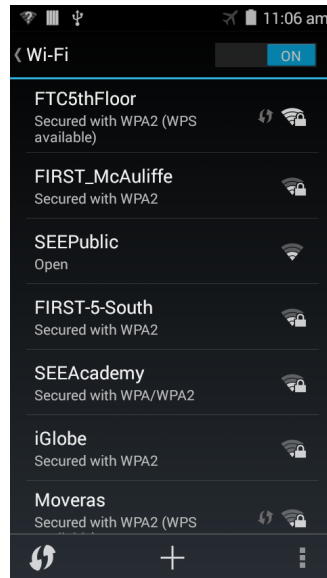 11:06 am
Wi-Fi
ON
FTC5thFloor
Secured with WPA2 (WPS
available)
FIRST_McAuliffe
Secured with WPA2
SEEPublic
Open
FIRST-5-South
Secured with WPA2
SEEAcademy
Secured with WPA/WPA2
iGlobe
Secured with WPA2
Moveras
Secured with WPA2 (WPS